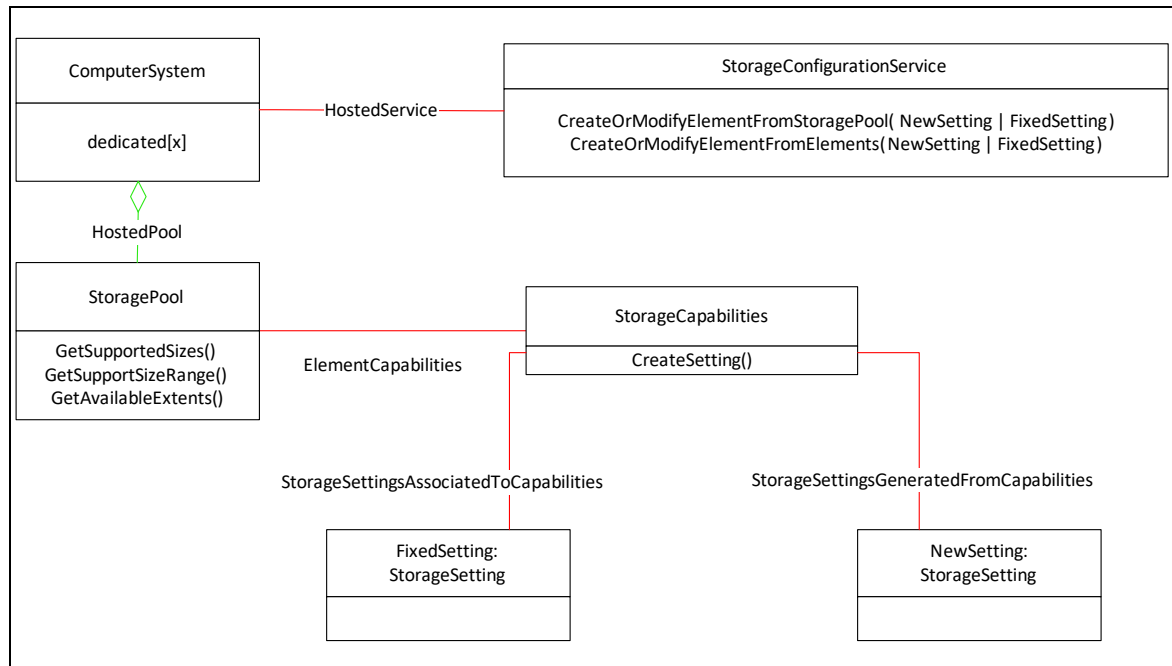 ComputerSystem
dedicated[x]
HostedService
StorageConfigurationService
CreateOrModifyElementFromStoragePool( NewSetting | FixedSetting)
CreateOrModifyElementFromElements(NewSetting | FixedSetting)
HostedPool
StoragePool
GetSupportedSizes()
GetSupportSizeRange()
GetAvailableExtents()
ElementCapabilities
StorageCapabilities
CreateSetting()
StorageSettingsAssociatedToCapabilities
StorageSettingsGeneratedFromCapabilities
FixedSetting:
StorageSetting
NewSetting:
StorageSetting